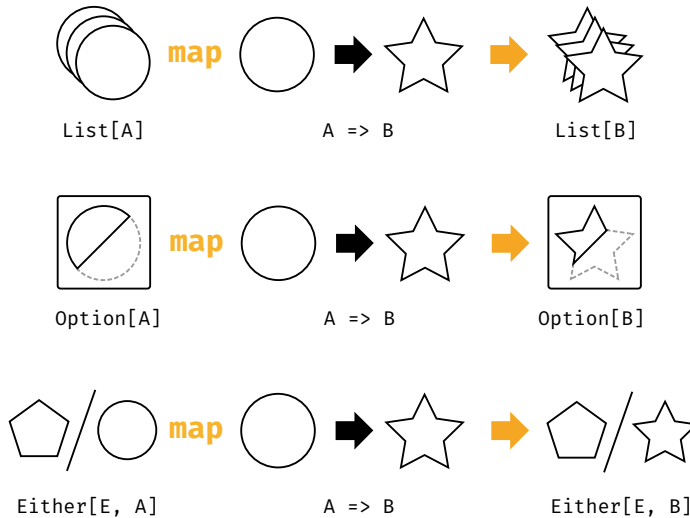 map
List[A]
A => B
List[B]
map
Option[A]
A => B
Option[B]
map
Either[E, A]
A => B
Either[E, B]